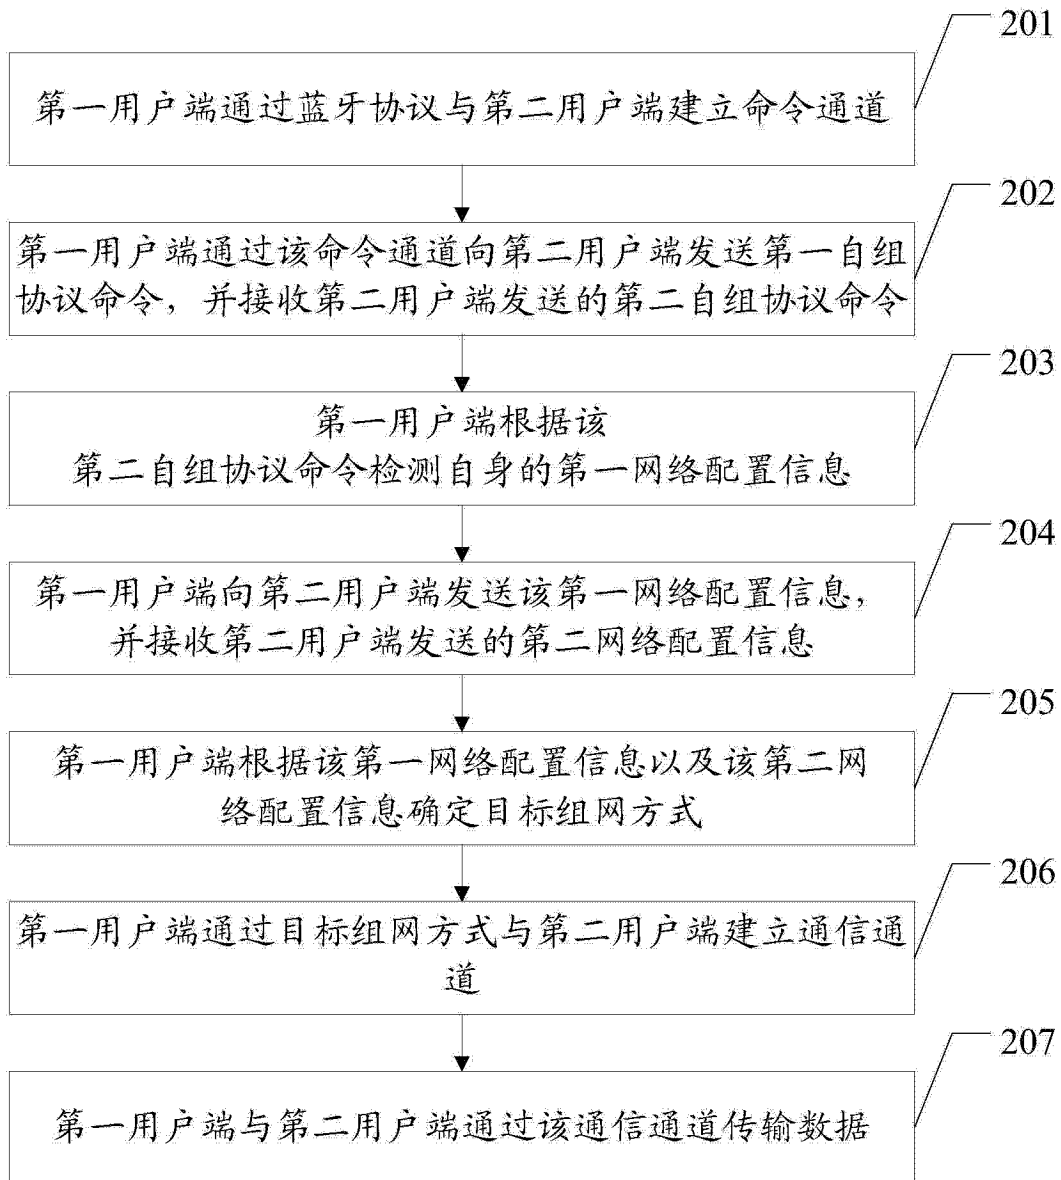 201
第一用户端通过蓝牙协议与第二用户端建立命令通道
202
第一用户端通过该命令通道向第二用户端发送第一自组
协议命令，并接收第二用户端发送的第二自组协议命令
203
第一用户端根据该
第二自组协议命令检测自身的第一网络配置信息
204
第一用户端向第二用户端发送该第一网络配置信息，
并接收第二用户端发送的第二网络配置信息
205
第一用户端根据该第一网络配置信息以及该第二网
络配置信息确定目标组网方式
206
第一用户端通过目标组网方式与第二用户端建立通信通
道
207
第一用户端与第二用户端通过该通信通道传输数据